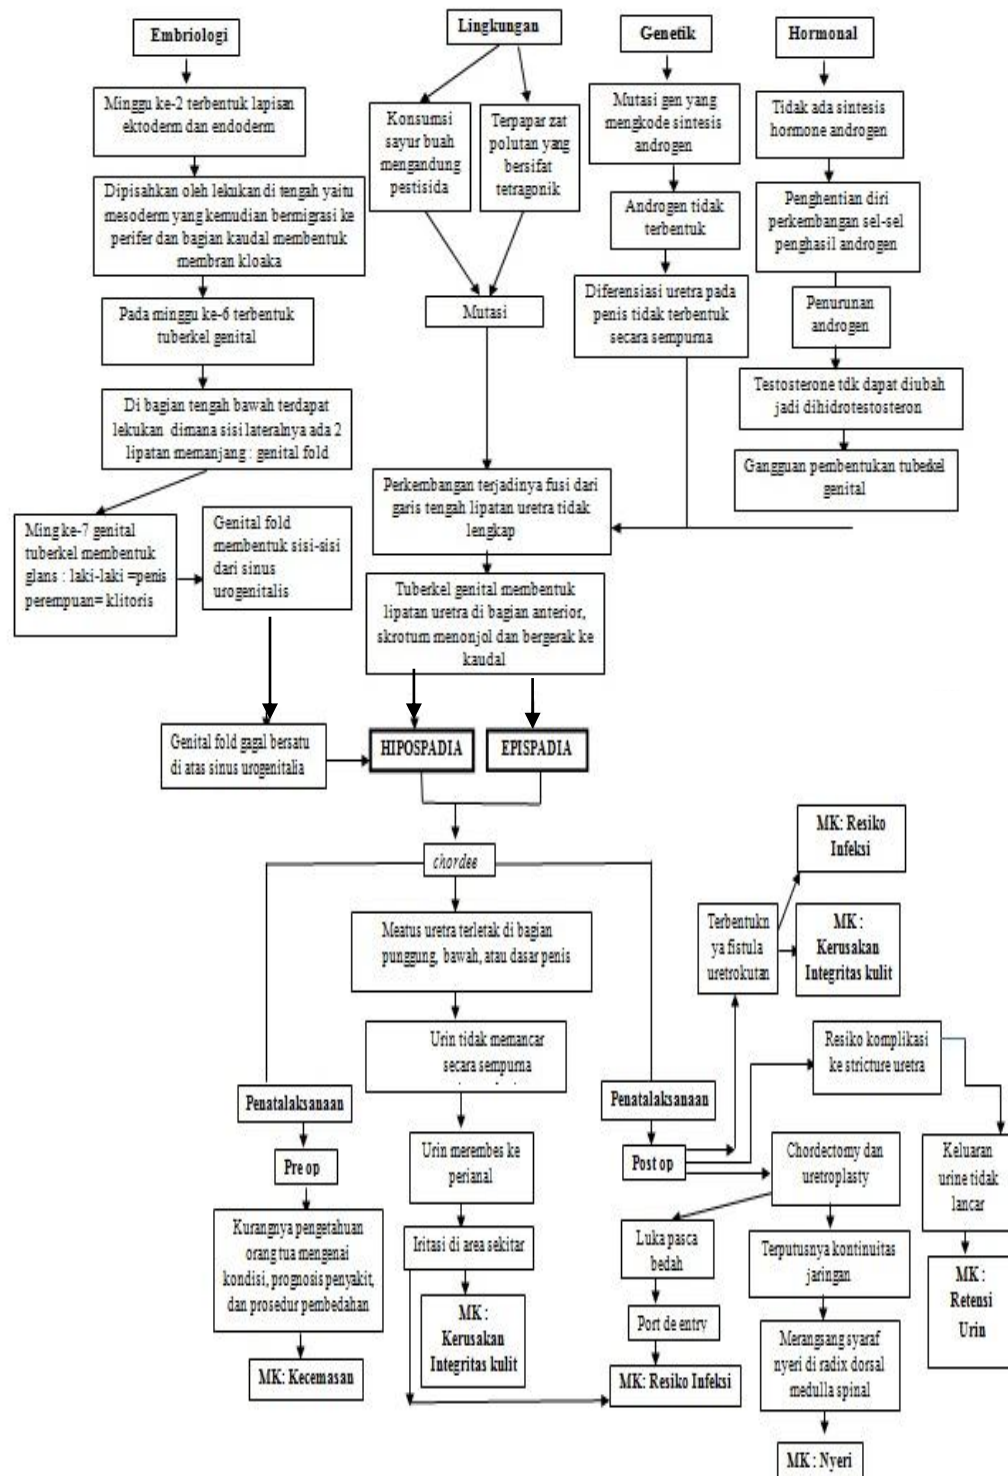 Embriologi
Lingkungan
Genetik
Hormonal
Minggu ke-2 terbentuk lapisan
ektoderm dan endoderm
Konsumsi
sayur buah
mengandung
pestisida
Terpapar zat
polutan yang
bersifat
tetragonik
Mutasi gen yang
mengkode sintesis
androgen
Tidak ada sintesis
hormone androgen
Dipisahkan oleh lekukan di tengah yaitu
mesoderm yang kemudian bermigrasi ke
perifer dan bagian kaudal membentuk
membran kloaka
Androgen tidak
terbentuk
Penghentian diri
perkembangan sel-sel
penghasil androgen
Pada minggu ke-6 terbentuk
tuberkel genital
Mutasi
Diferensiasi uretra pada
penis tidak terbentuk
secara sempurna
Penurunan
androgen
Di bagian tengah bawah terdapat
lekukan dimana sisi lateralnya ada 2
lipatan memanjang : genital fold
Testosterone tdk dapat diubah
jadi dihidrotestosteron
Gangguan pembentukan tuberkel
genital
Perkembangan terjadinya fusi dari
garis tengah lipatan uretra tidak
lengkap
Ming ke-7 genital
tuberkel membentuk
glans : laki-laki =penis
perempuan= klitoris
Genital fold
membentuk sisi-sisi
dari sinus
urogenitalis
Tuberkel genital membentuk
lipatan uretra di bagian anterior,
skrotum menonjol dan bergerak ke
kaudal
Genital fold gagal bersatu
di atas sinus urogenitalia
HIPOSPADIA
EPISPADIA
chordee
MK: Resiko
Infeksi
Meatus uretra terletak di bagian
punggung, bawah, atau dasar penis
Terbentukn
ya fistula
uretrokutan
MK :
Kerusakan
Integritas kulit
Urin tidak memancar
secara sempurna
Resiko komplikasi
ke stricture uretra
Penatalaksanaan
Penatalaksanaan
Pre op
Urin merembes ke
perianal
Post op
Chordectomy dan
uretroplasty
Keluaran
urine tidak
lancar
Kurangnya pengetahuan
orang tua mengenai
kondisi, prognosis penyakit,
dan prosedur pembedahan
Iritasi di area sekitar
Luka pasca
bedah
Terputusnya kontinuitas
jaringan
MK :
Kerusakan
Integritas kulit
Port de entry
Merangsang syaraf
nyeri di radix dorsal
medulla spinal
MK :
Retensi
Urin
MK: Kecemasan
MK: Resiko Infeksi
MK : Nyeri